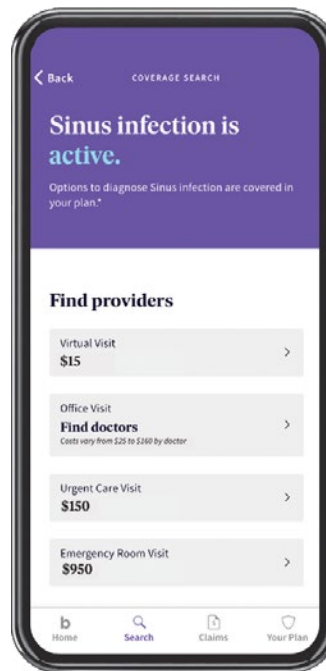 Back
COVERAGE SEARCH
Sinus infection is
active.
Options to diagnose Sinus infection are covered in
your plan.*
Find providers
Virtual Visit
$15
Office Visit
Find doctors
Costs vary from $25 to $160 by doctor
Urgent Care Visit
$150
Emergency Room Visit
$950
b
Home
Search
Claims
Your Plan